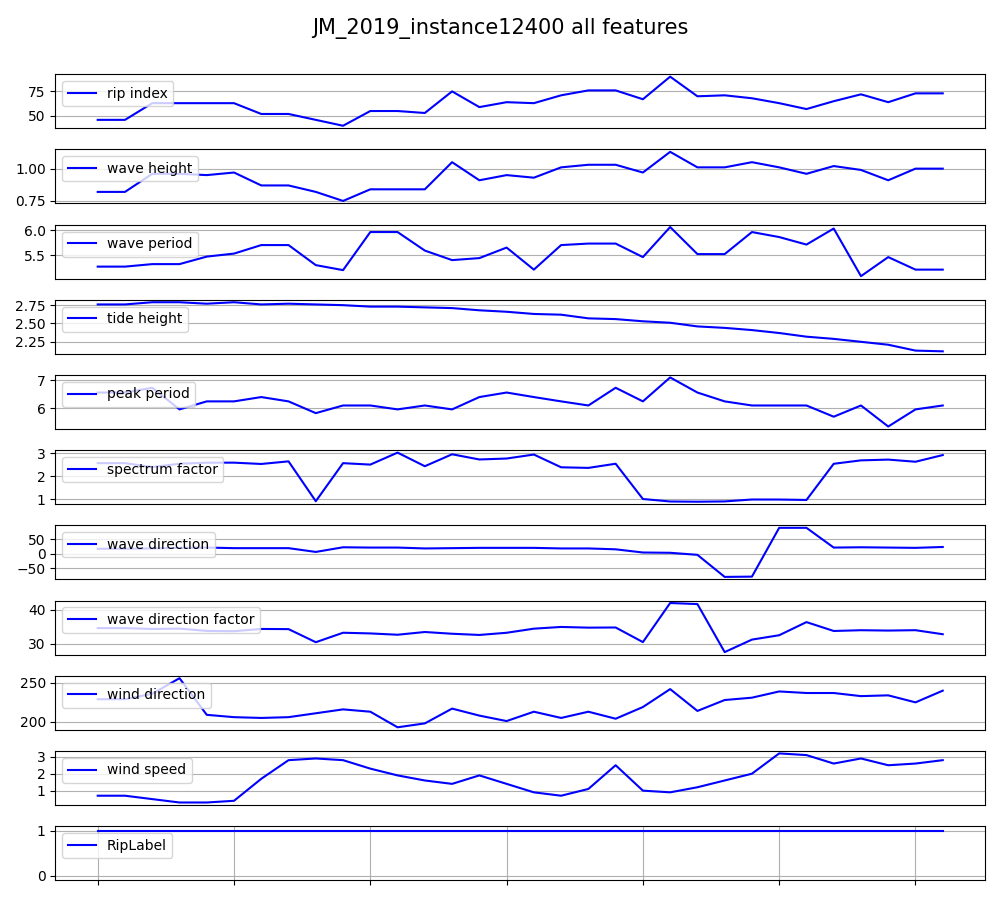 JM_2019_instance12400 all features
75
50
rip index
1.00
0.75
wave height
6.0
5.5
wave period
2.75
2.50
2.25
tide height
7
6
peak period
3
2
1
spectrum factor
50
0
−50
wave direction
40
30
wave direction factor
250
200
wind direction
3
2
1
wind speed
1
0
RipLabel